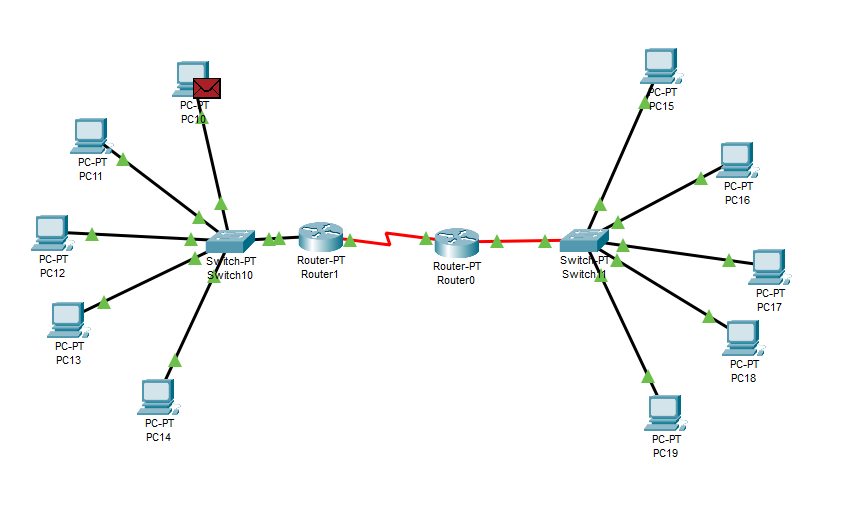 PC-PT
PC10
PC-PT
PC11
PC-PT
PC12
PC-PT
PC13
PC-PT
PC14
Switch-PT
Switch10
Router-PT
Router1
Router-PT
Router0
Switch-PT
Switch11
PC-PT
PC15
PC-PT
PC16
PC-PT
PC17
PC-PT
PC18
PC-PT
PC19